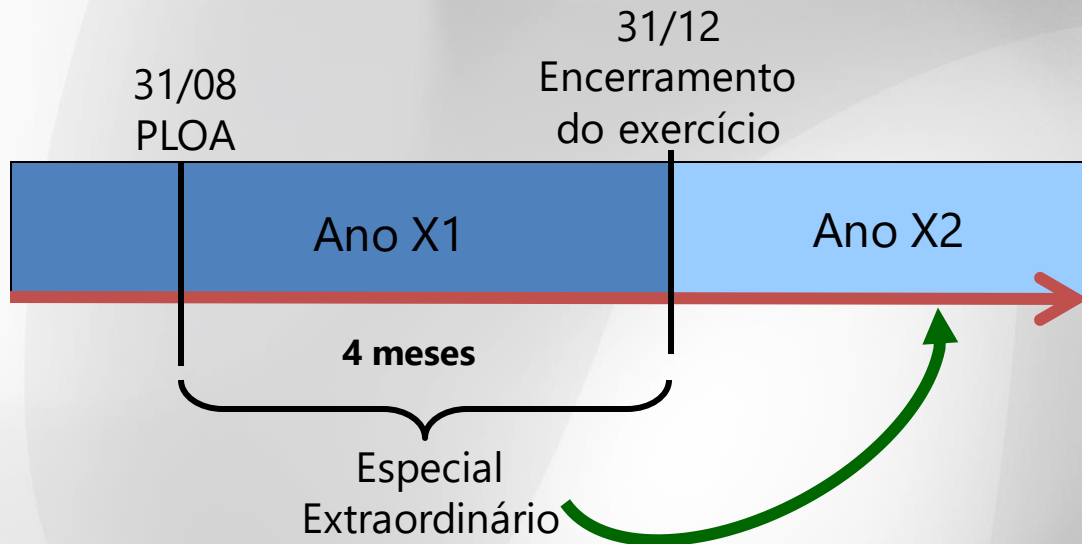 31/08
PLOA
31/12
Encerramento
do exercício
Ano X1
Ano X2
4 meses
Especial
Extraordinário